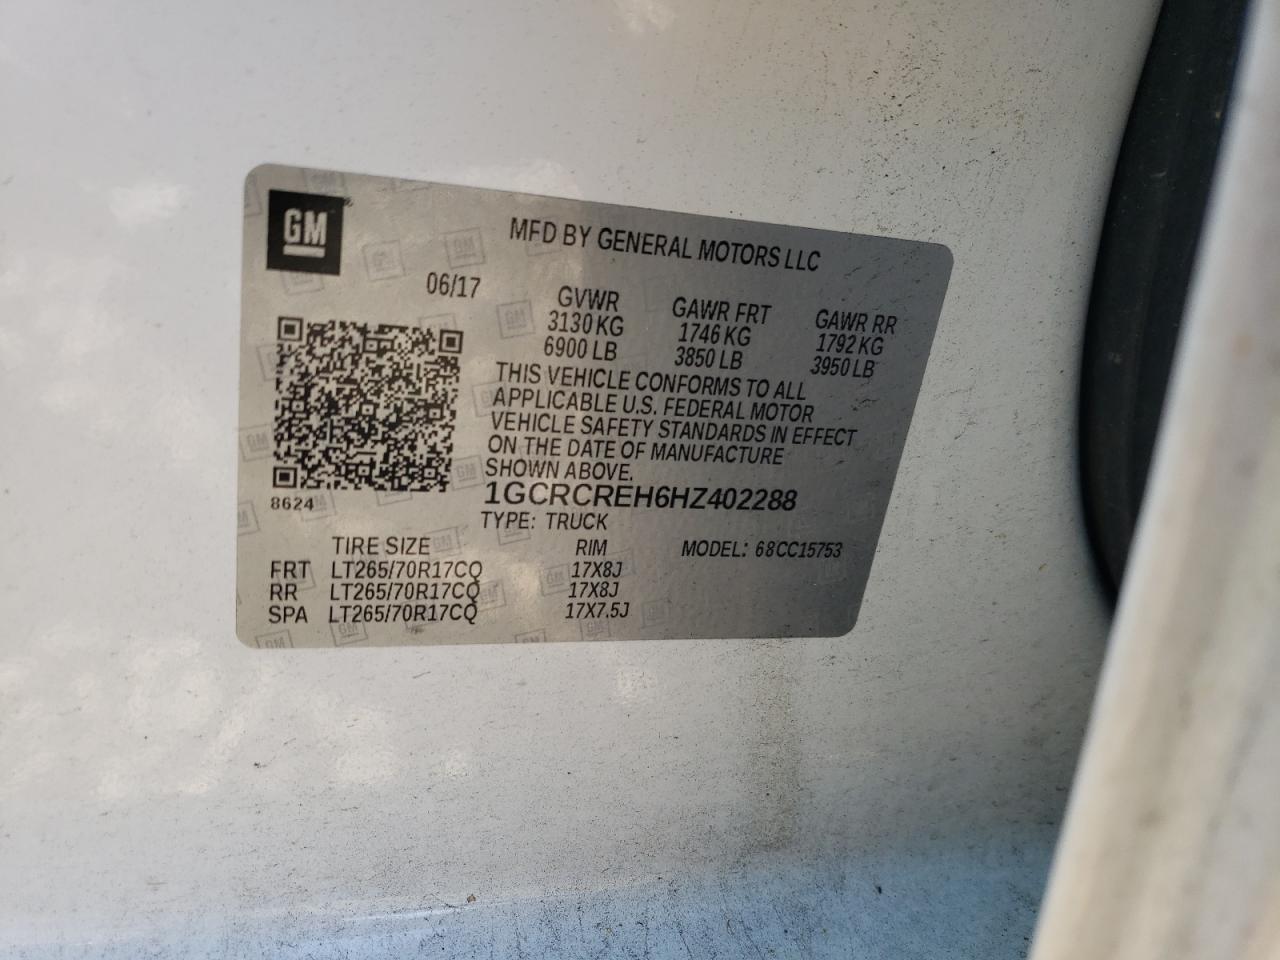 GM
MFD BY GENERAL MOTORS LLC
06/17
GVWR GAWR FRT GAWR RR
3130 KG 1746 KG 1792 KG
6900 LB 3850 LB 3950 LB
THIS VEHICLE CONFORMS TO ALL
APPLICABLE U.S. FEDERAL MOTOR
VEHICLE SAFETY STANDARDS IN EFFECT
ON THE DATE OF MANUFACTURE
SHOWN ABOVE.
8624
1GCRCREH6HZ402288
TYPE: TRUCK
TIRE SIZE RIM MODEL: 68CC15753
FRT LT265/70R17CQ 17X8J
RR LT265/70R17CQ 17X8J
SPA LT265/70R17CQ 17X7.5J